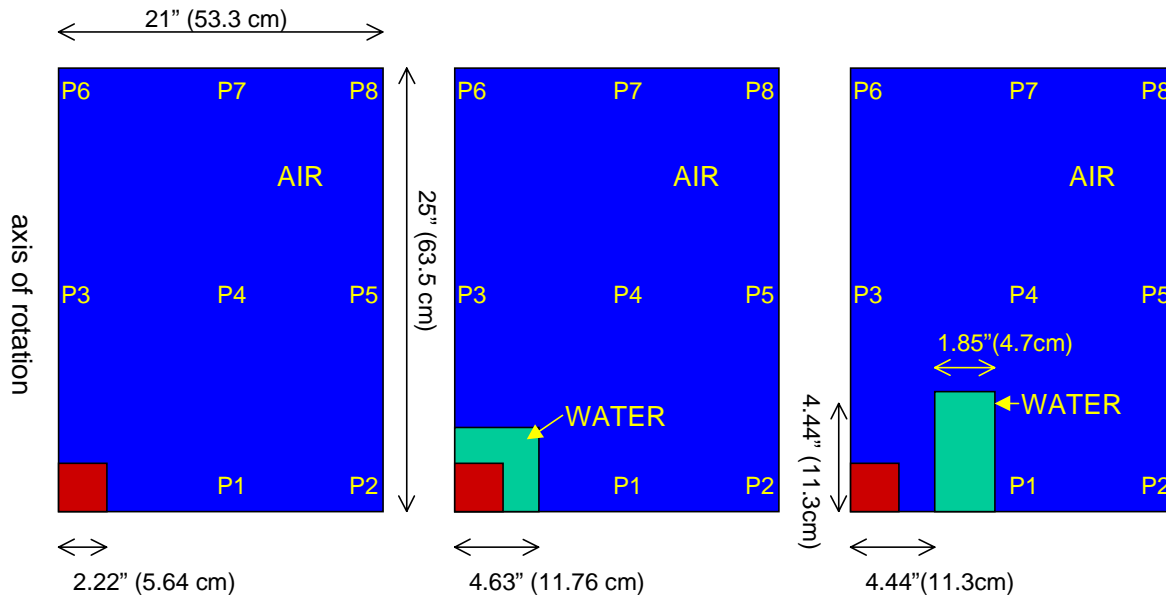 21” (53.3 cm)
P6 P7 P8
AIR
P3 P4 P5
P1 P2
axis of rotation
2.22” (5.64 cm)
25” (63.5 cm)
P6 P7 P8
AIR
P3 P4 P5
WATER
P1 P2
4.63” (11.76 cm)
P6 P7 P8
AIR
P3 P4 P5
1.85”(4.7cm)
WATER
4.44” (11.3cm)
P1 P2
4.44”(11.3cm)